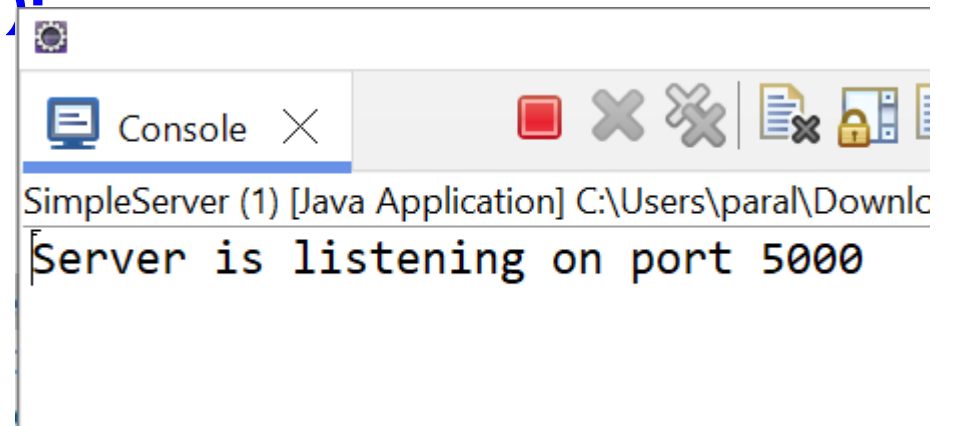 Console
SimpleServer (1) [Java Application] C:\Users\paral\Downlo
Server is listening on port 5000